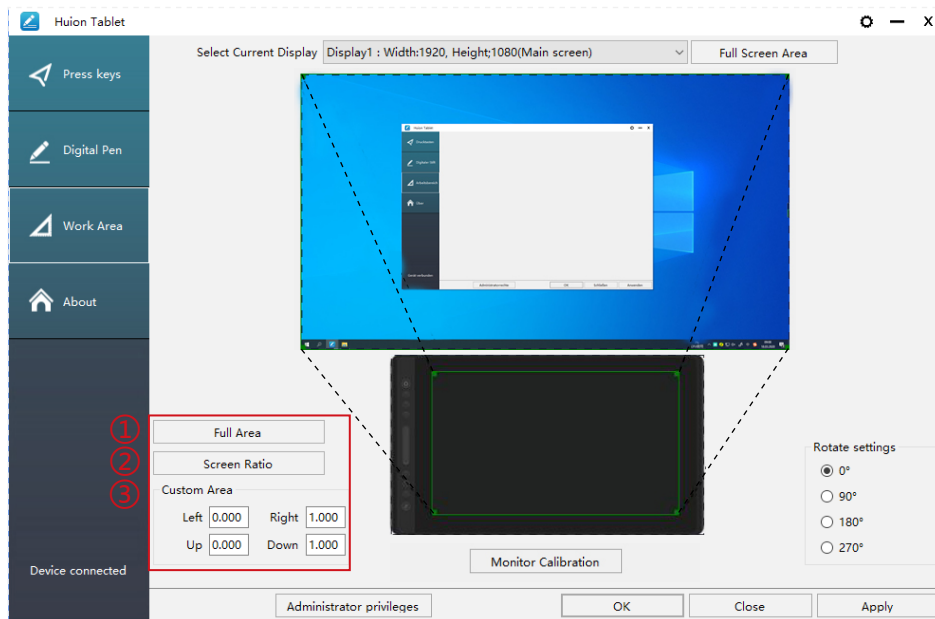 Huion Tablet
X
Select Current Display Display1 : Width:1920, Height;1080(Main screen) Full Screen Area
Press keys
Digital Pen
Work Area
About
Huion Tablet
① Full Area
② Screen Ratio
③ Custom Area
Left 0.000 Right 1.000
Up 0.000 Down 1.000
Rotate settings
0°
90°
180°
270°
Monitor Calibration
Device connected
Administrator privileges OK Close Apply